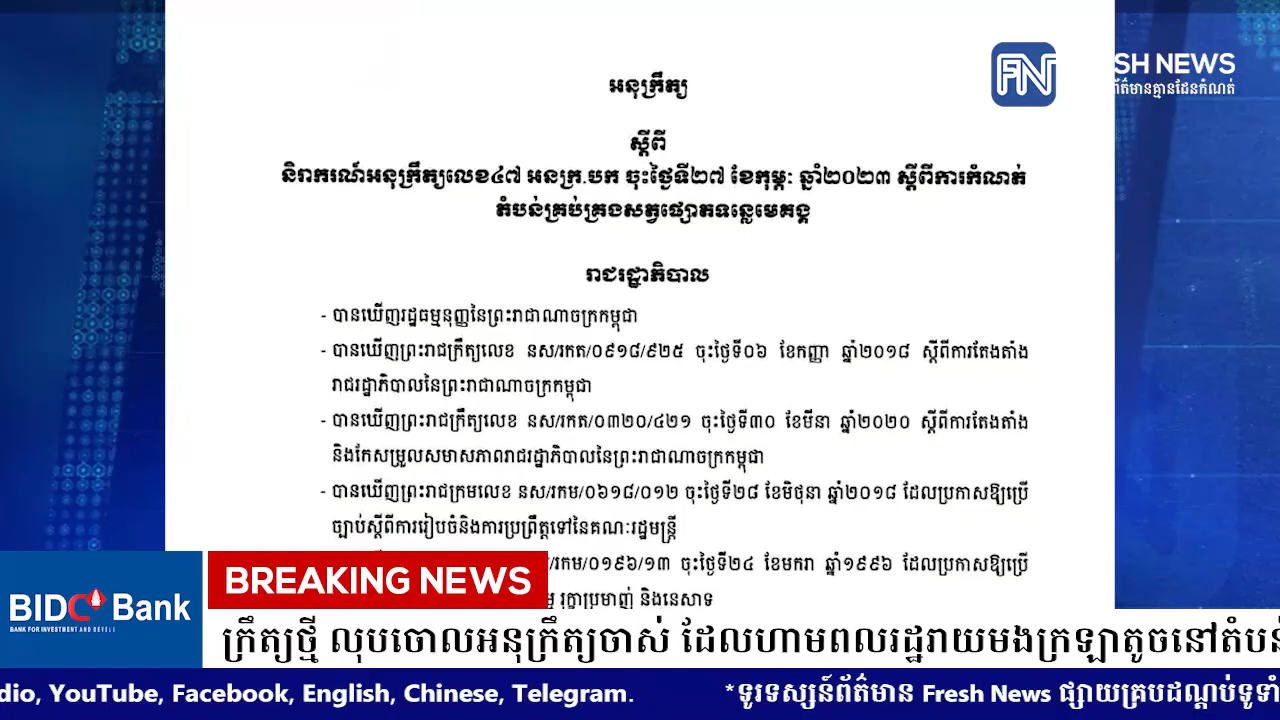 អនុក្រឹត្យ
FN
SH NEWS
ព័ត៌មានគ្មានដែនកំណត់
ស្តីពី
និរាករណ៍អនុក្រឹត្យលេខ៤៧ អនក្រ.បក ចុះថ្ងៃទី២៧ ខែកុម្ភៈ ឆ្នាំ២០២៣ ស្តីពីការកំណត់
តំបន់គ្រប់គ្រងសត្វផ្សោតទន្លេមេគង្គ
រាជរដ្ឋាភិបាល
- បានឃើញរដ្ឋធម្មនុញ្ញនៃព្រះរាជាណាចក្រកម្ពុជា
- បានឃើញព្រះរាជក្រឹត្យលេខ នស/រកត/០៩១៨/៩២៥ ចុះថ្ងៃទី០៦ ខែកញ្ញា ឆ្នាំ២០១៨ ស្តីពីការតែងតាំង
រាជរដ្ឋាភិបាលនៃព្រះរាជាណាចក្រកម្ពុជា
- បានឃើញព្រះរាជក្រឹត្យលេខ នស/រកត/០៣២០/៤២១ ចុះថ្ងៃទី៣០ ខែមីនា ឆ្នាំ២០២០ ស្តីពីការតែងតាំង
និងកែសម្រួលសមាសភាពរាជរដ្ឋាភិបាលនៃព្រះរាជាណាចក្រកម្ពុជា
- បានឃើញព្រះរាជក្រមលេខ នស/រកម/០៦១៨/០១២ ចុះថ្ងៃទី២៨ ខែមិថុនា ឆ្នាំ២០១៨ ដែលប្រកាសឱ្យប្រើ
ច្បាប់ស្តីពីការរៀបចំនិងការប្រព្រឹត្តទៅនៃគណៈរដ្ឋមន្ត្រី
/រកម/០១៩៦/១៣ ចុះថ្ងៃទី២៤ ខែមករា ឆ្នាំ១៩៩៦ ដែលប្រកាសឱ្យប្រើ
រុក្ខាប្រមាញ់ និងនេសាទ
BREAKING NEWS
BIDC Bank
BANK FOR INVESTMENT AND DEVEL
ក្រឹត្យថ្មី លុបចោលអនុក្រឹត្យចាស់ ដែលហាមពលរដ្ឋរាយមងក្រឡាតូចនៅតំបន់
dio, YouTube, Facebook, English, Chinese, Telegram. *ទូរទស្សន៍ព័ត៌មាន Fresh News ផ្សាយគ្របដណ្តប់ទូទាំ